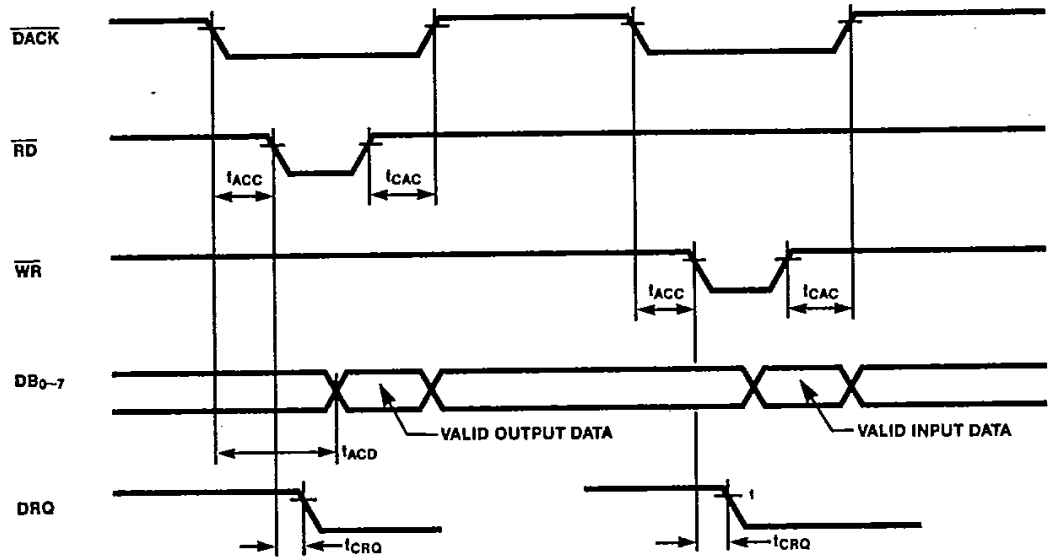 DACK
RD
tACC
tCAC
WR
tACC
tCAC
DB0~7
VALID OUTPUT DATA
VALID INPUT DATA
tACD
DRQ
1
tCRQ
tCRQ